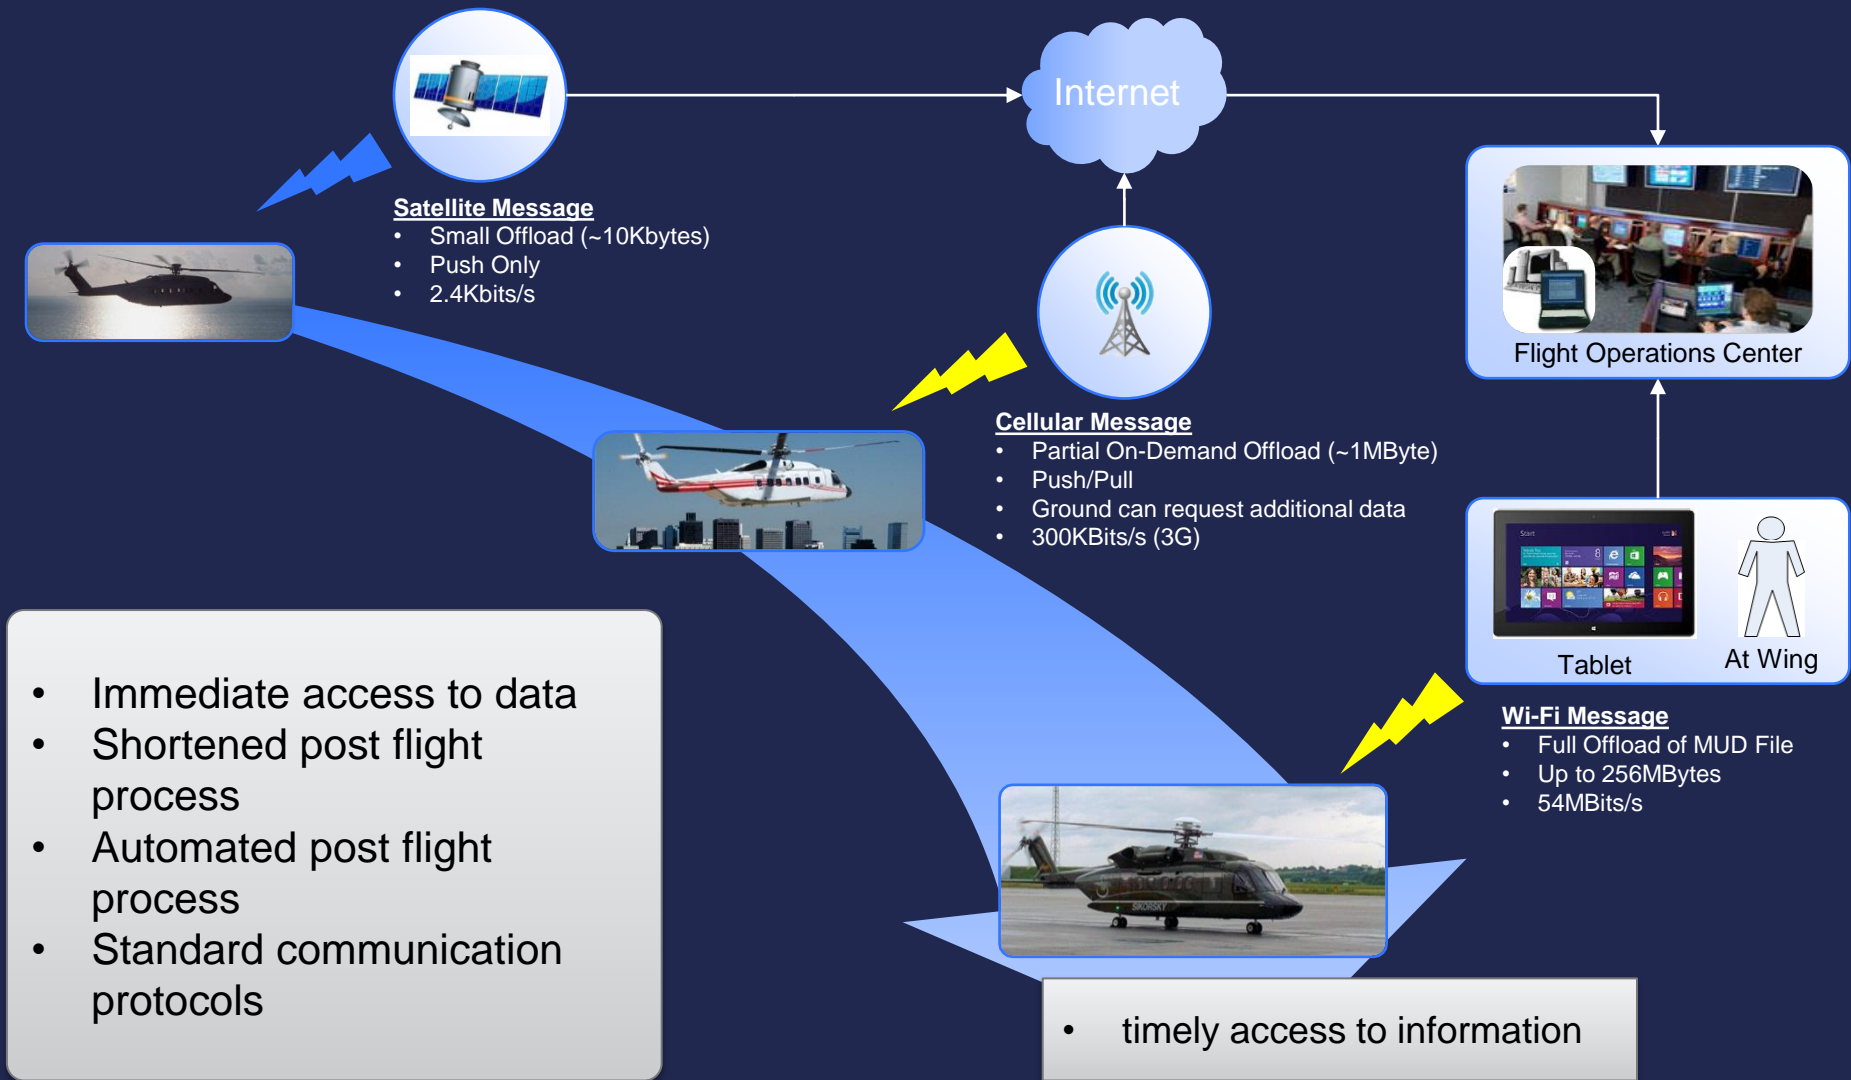 Internet
Satellite Message
• Small Offload (~10Kbytes)
• Push Only
• 2.4Kbits/s
Flight Operations Center
Cellular Message
• Partial On-Demand Offload (~1MByte)
• Push/Pull
• Ground can request additional data
• 300KBits/s (3G)
Start
Tablet
At Wing
Wi-Fi Message
• Full Offload of MUD File
• Up to 256MBytes
• 54MBits/s
• Immediate access to data
• Shortened post flight
process
• Automated post flight
process
• Standard communication
protocols
SIKORSKY
• timely access to information